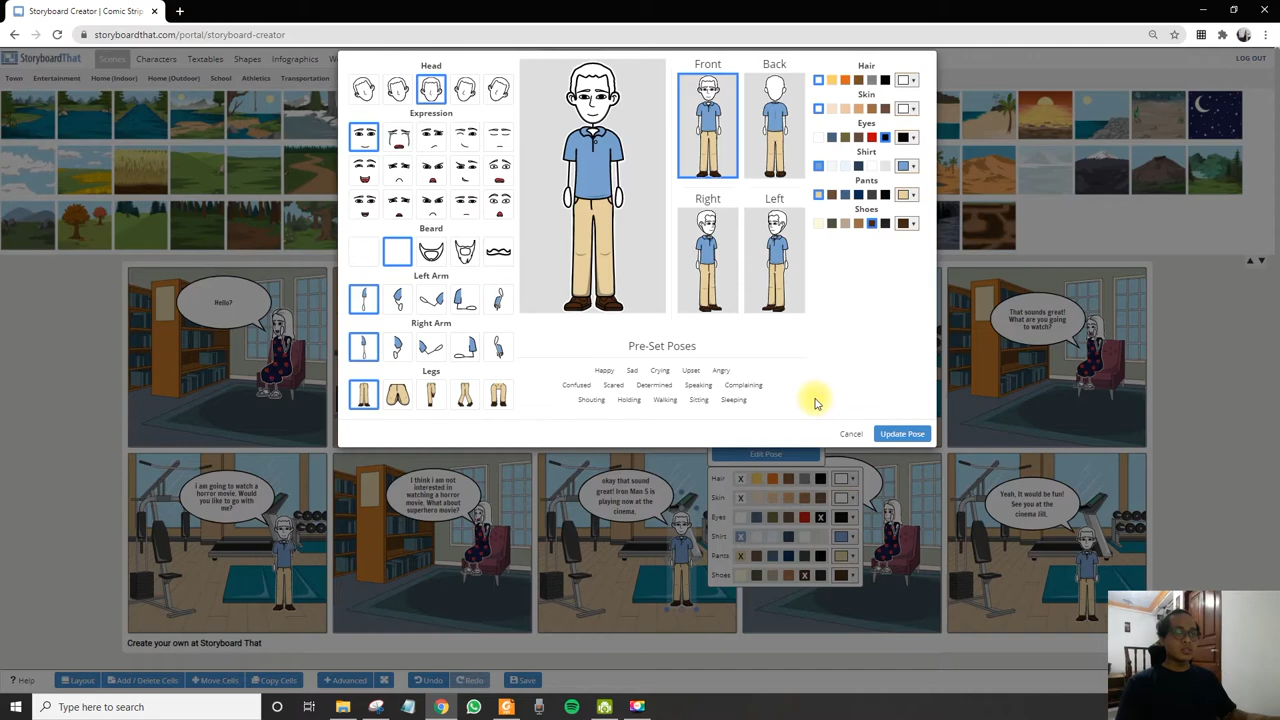 Storyboard Creator | Comic Strip
storyboardthat.com/portal/storyboard-creator
StoryboardThat
Scenes
Characters
Textables
Shapes
Infographics
LOG OUT
Town
Entertainment
Home (Indoor)
Home (Outdoor)
School
Athletics
Transportation
Head
Expression
Beard
Left Arm
Right Arm
Legs
Front
Back
Right
Left
Hair
Skin
Eyes
Shirt
Pants
Shoes
Pre-Set Poses
Happy Sad Crying Upset Angry
Confused Scared Determined Speaking Complaining
Shouting Holding Walking Sitting Sleeping
Cancel
Update Pose
Hello?
That sounds great!
What are you going
to watch?
Edit Pose
Hair
Skin
Eyes
Shirt
Pants
Shoes
I am going to watch a
horror movie. Would
you like to go with
me?
I think I am not
interested in
watching a horror
movie. What about
superhero movie?
okay that sound
great! Iron Man 5 is
playing now at the
cinema.
Yeah, It would be fun!
See you at the
cinema Jill.
Create your own at Storyboard That
? Help
Layout
Add / Delete Cells
Move Cells
Copy Cells
Advanced
Undo
Redo
Save
Type here to search